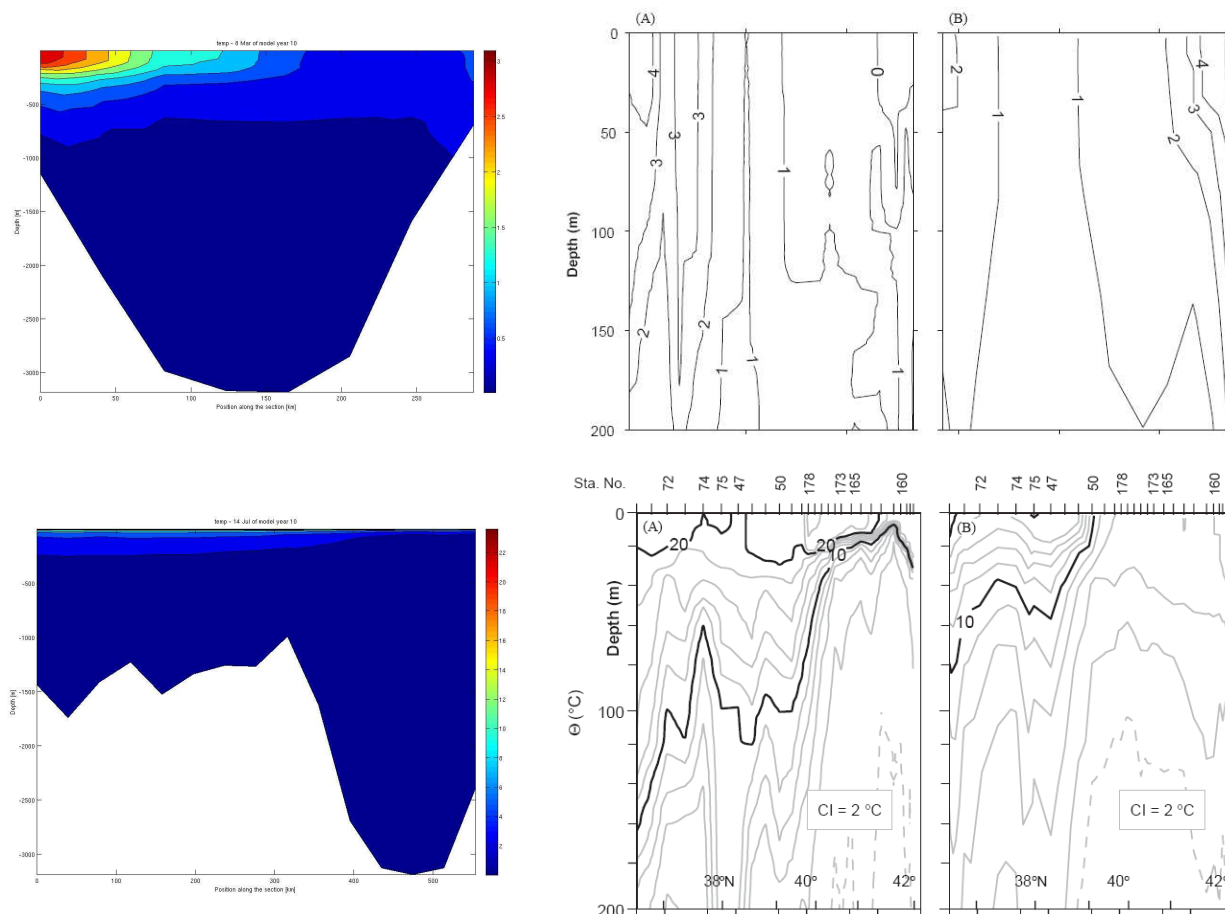 temp - 8 Mar of model year 10
0
-500
-1000
-1500
-2000
-2500
-3000
Depth [m]
0 50 100 150 200 250
Position along the section [km]
3
2.5
2
1.5
1
0.5
(A)
0
50
100
150
200
Depth (m)
4
3
3
3
2
2
1
1
1
0
1
(B)
2
1
1
2
3
4
temp - 14 Jul of model year 10
-500
-1000
-1500
-2000
-2500
-3000
Depth [m]
0 100 200 300 400 500
Position along the section [km]
22
20
18
16
14
12
10
8
6
4
2
Sta. No. 72 74 75 47 50 178 173 165 160
(A)
0
100
200
Depth (m)
Θ (°C)
20
20
10
CI = 2 °C
38°N 40° 42°
72 74 75 47 50 178 173 165 160
(B)
10
CI = 2 °C
38°N 40° 42°